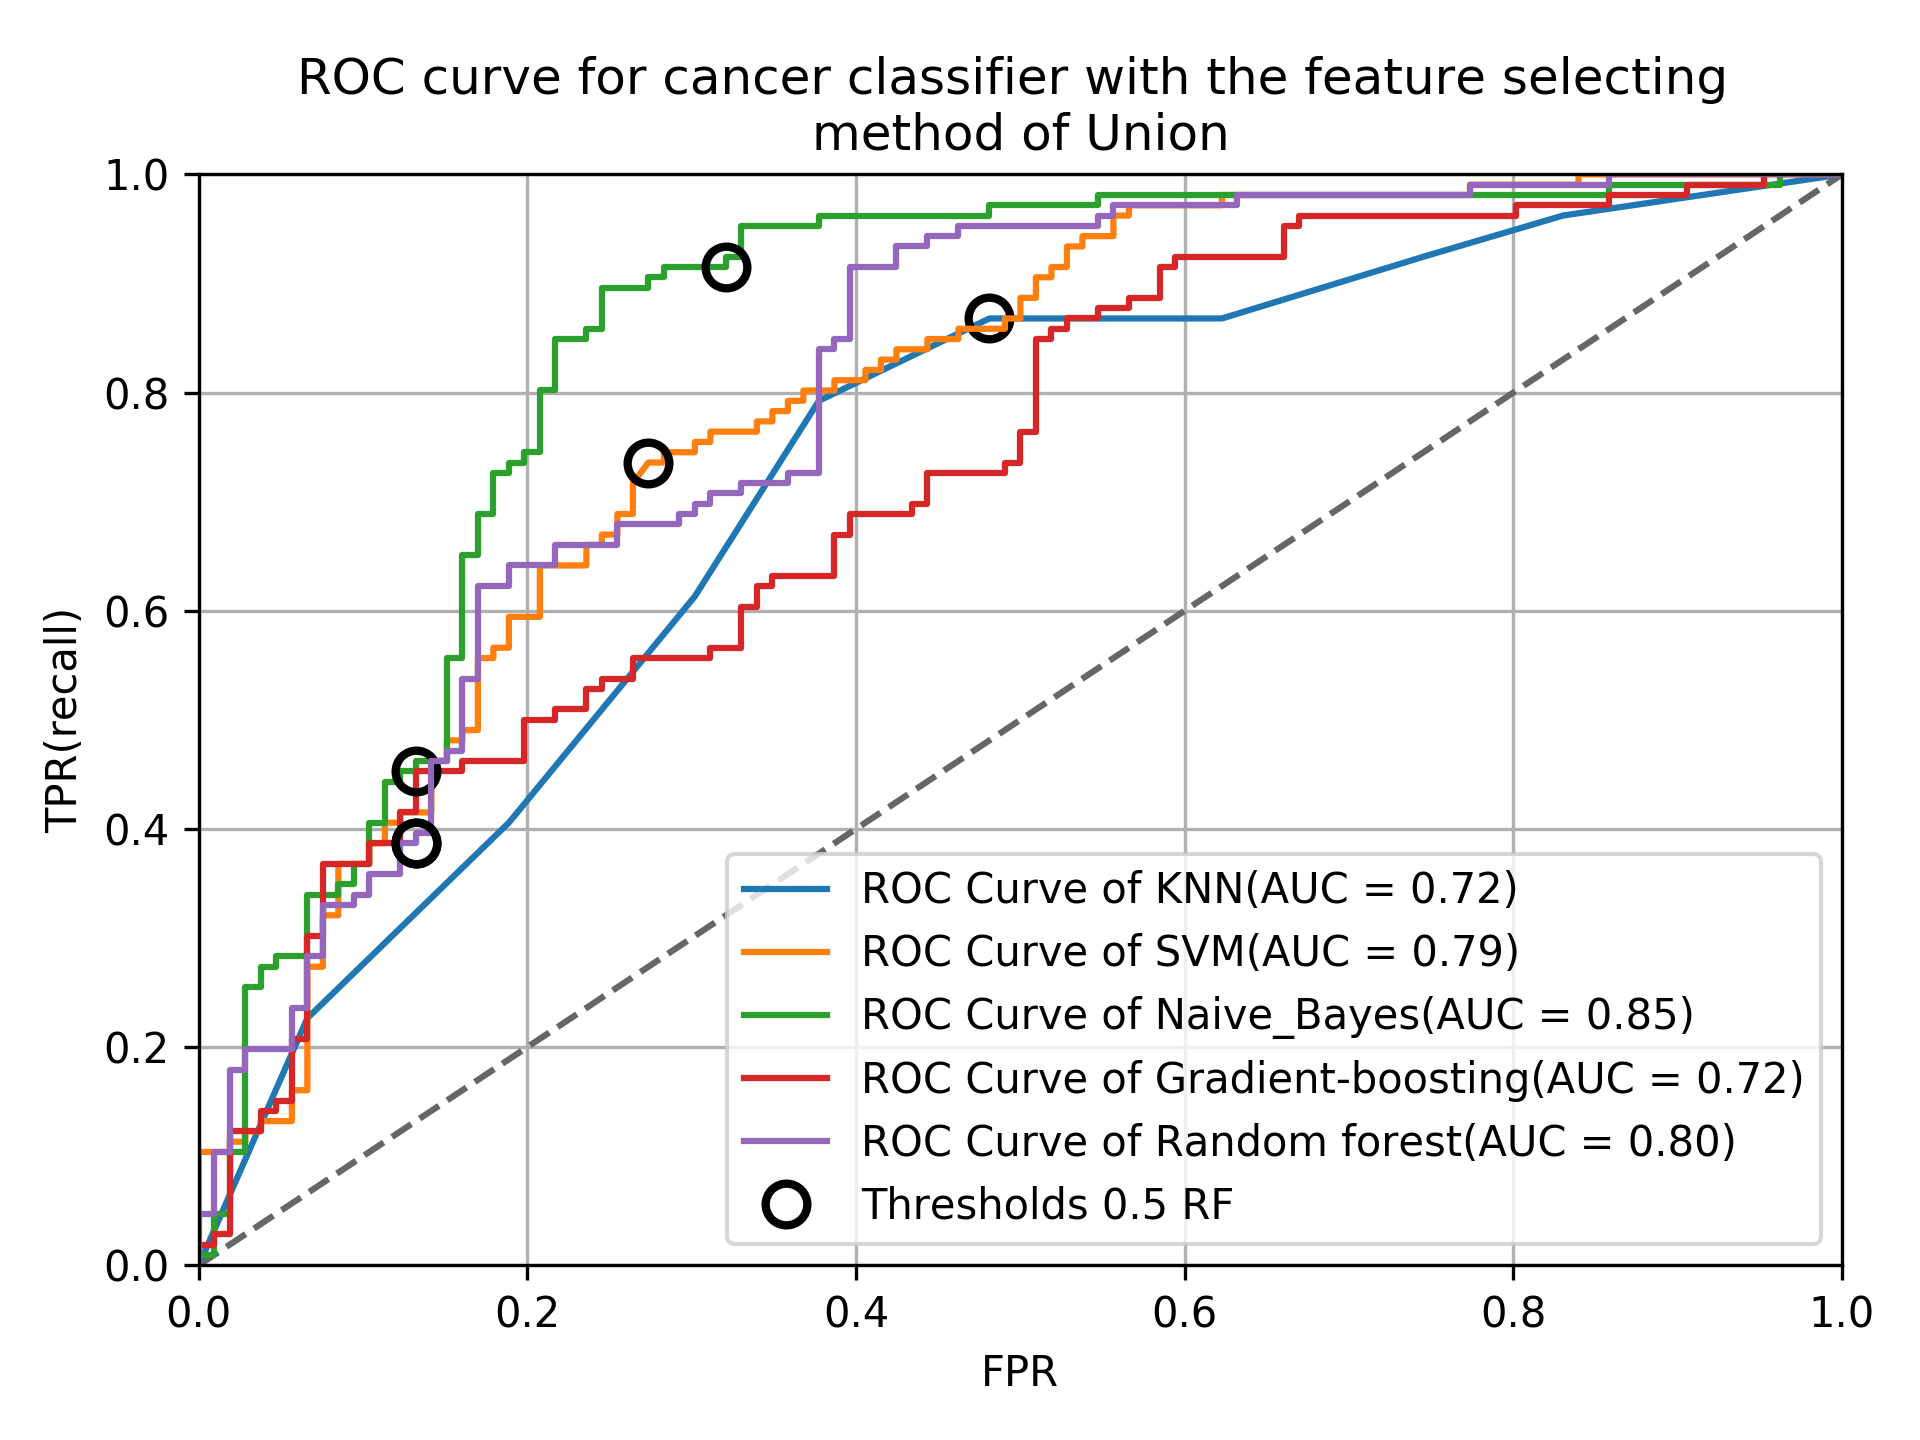 ROC curve for cancer classifier with the feature selecting
method of Union
TPR(recall)
1.0
0.8
0.6
0.4
0.2
0.0
0.0 0.2 0.4 0.6 0.8 1.0
FPR
ROC Curve of KNN(AUC = 0.72)
ROC Curve of SVM(AUC = 0.79)
ROC Curve of Naive_Bayes(AUC = 0.85)
ROC Curve of Gradient-boosting(AUC = 0.72)
ROC Curve of Random forest(AUC = 0.80)
Thresholds 0.5 RF